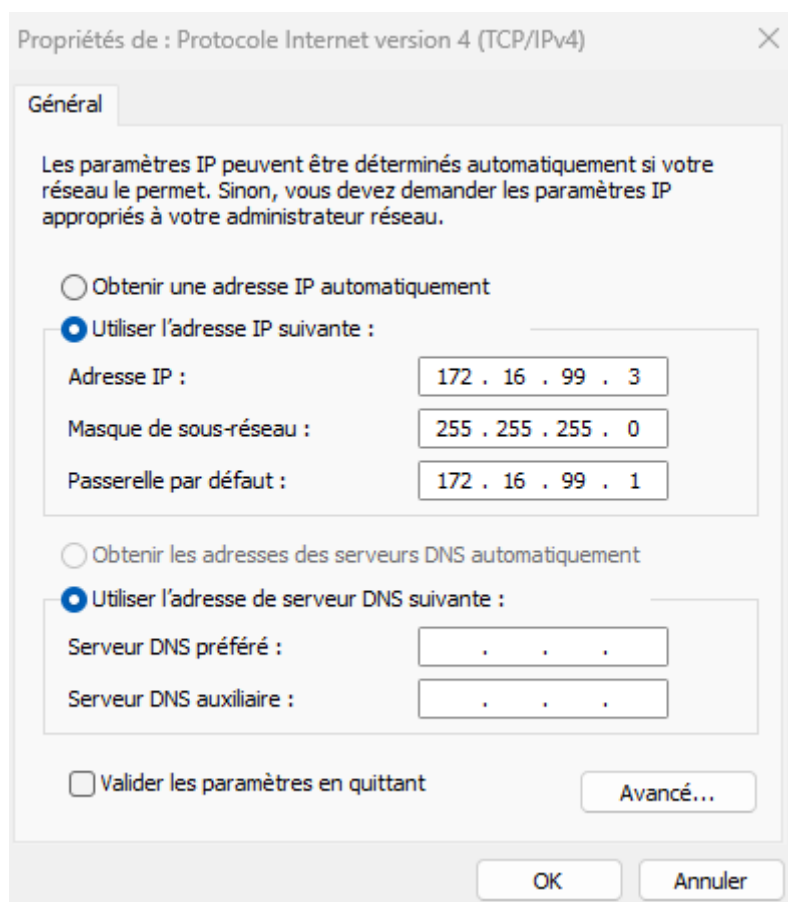 Propriétés de : Protocole Internet version 4 (TCP/IPv4)
Général
Les paramètres IP peuvent être déterminés automatiquement si votre
réseau le permet. Sinon, vous devez demander les paramètres IP
appropriés à votre administrateur réseau.
Obtenir une adresse IP automatiquement
Utiliser l’adresse IP suivante :
Adresse IP : 172 . 16 . 99 . 3
Masque de sous-réseau : 255 . 255 . 255 . 0
Passerelle par défaut : 172 . 16 . 99 . 1
Obtenir les adresses des serveurs DNS automatiquement
Utiliser l’adresse de serveur DNS suivante :
Serveur DNS préféré : . . .
Serveur DNS auxiliaire : . . .
Valider les paramètres en quittant
Avancé...
OK Annuler